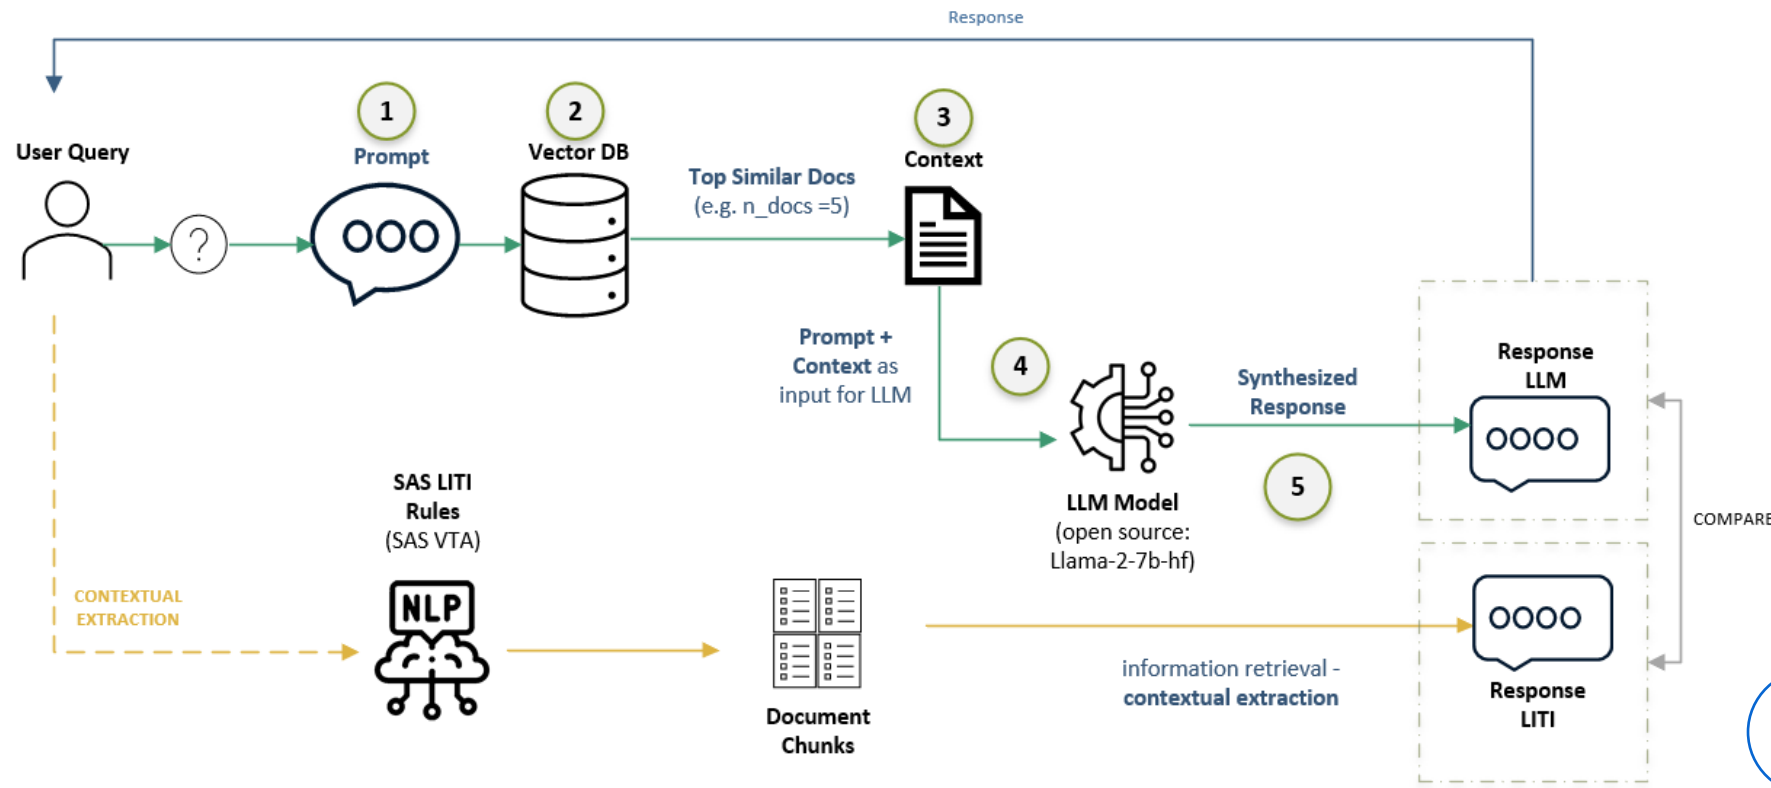 Response
1
2
3
User Query
Prompt
Vector DB
Context
Top Similar Docs
(e.g. n_docs =5)
?
Prompt +
Context as
input for LLM
4
Synthesized
Response
Response
LLM
5
LLM Model
(open source:
Llama-2-7b-hf)
COMPARE
SAS LITI
Rules
(SAS VTA)
CONTEXTUAL
EXTRACTION
NLP
Document
Chunks
information retrieval -
contextual extraction
Response
LITI